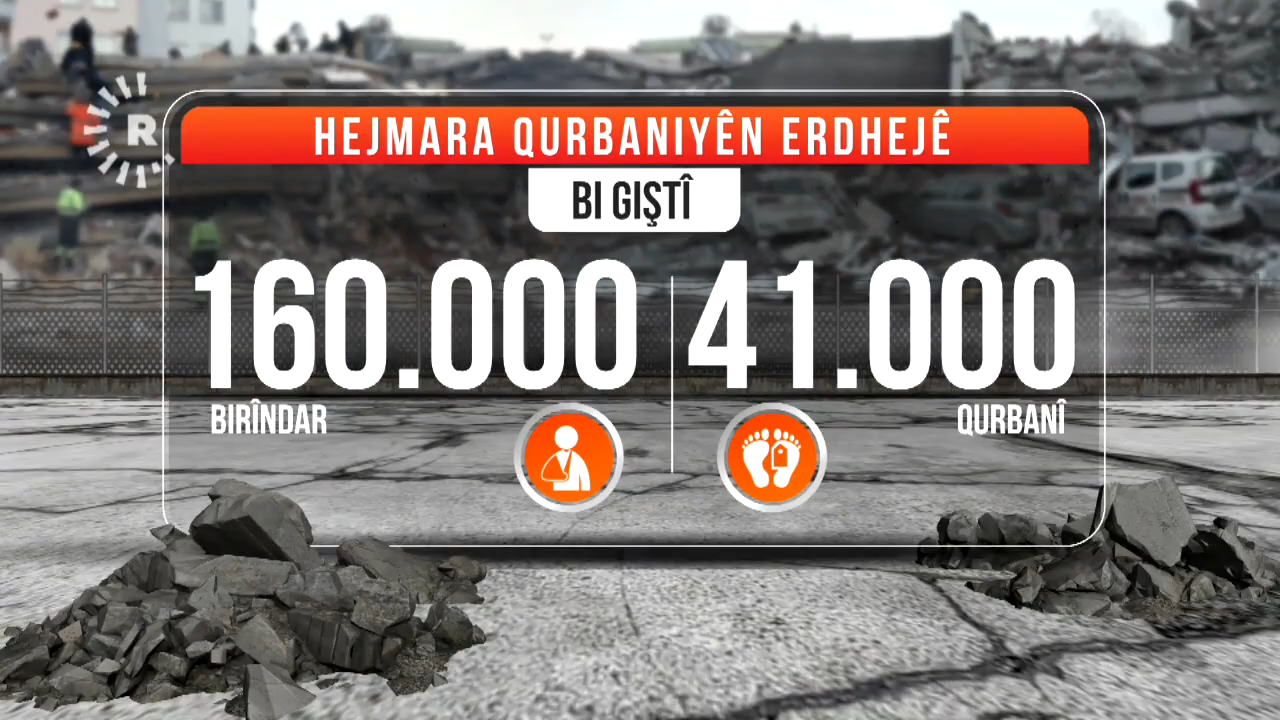 R
HEJMARA QURBANIYÊN ERDHEJÊ
BI GIŞTÎ
160.000
41.000
BIRÎNDAR
QURBANÎ